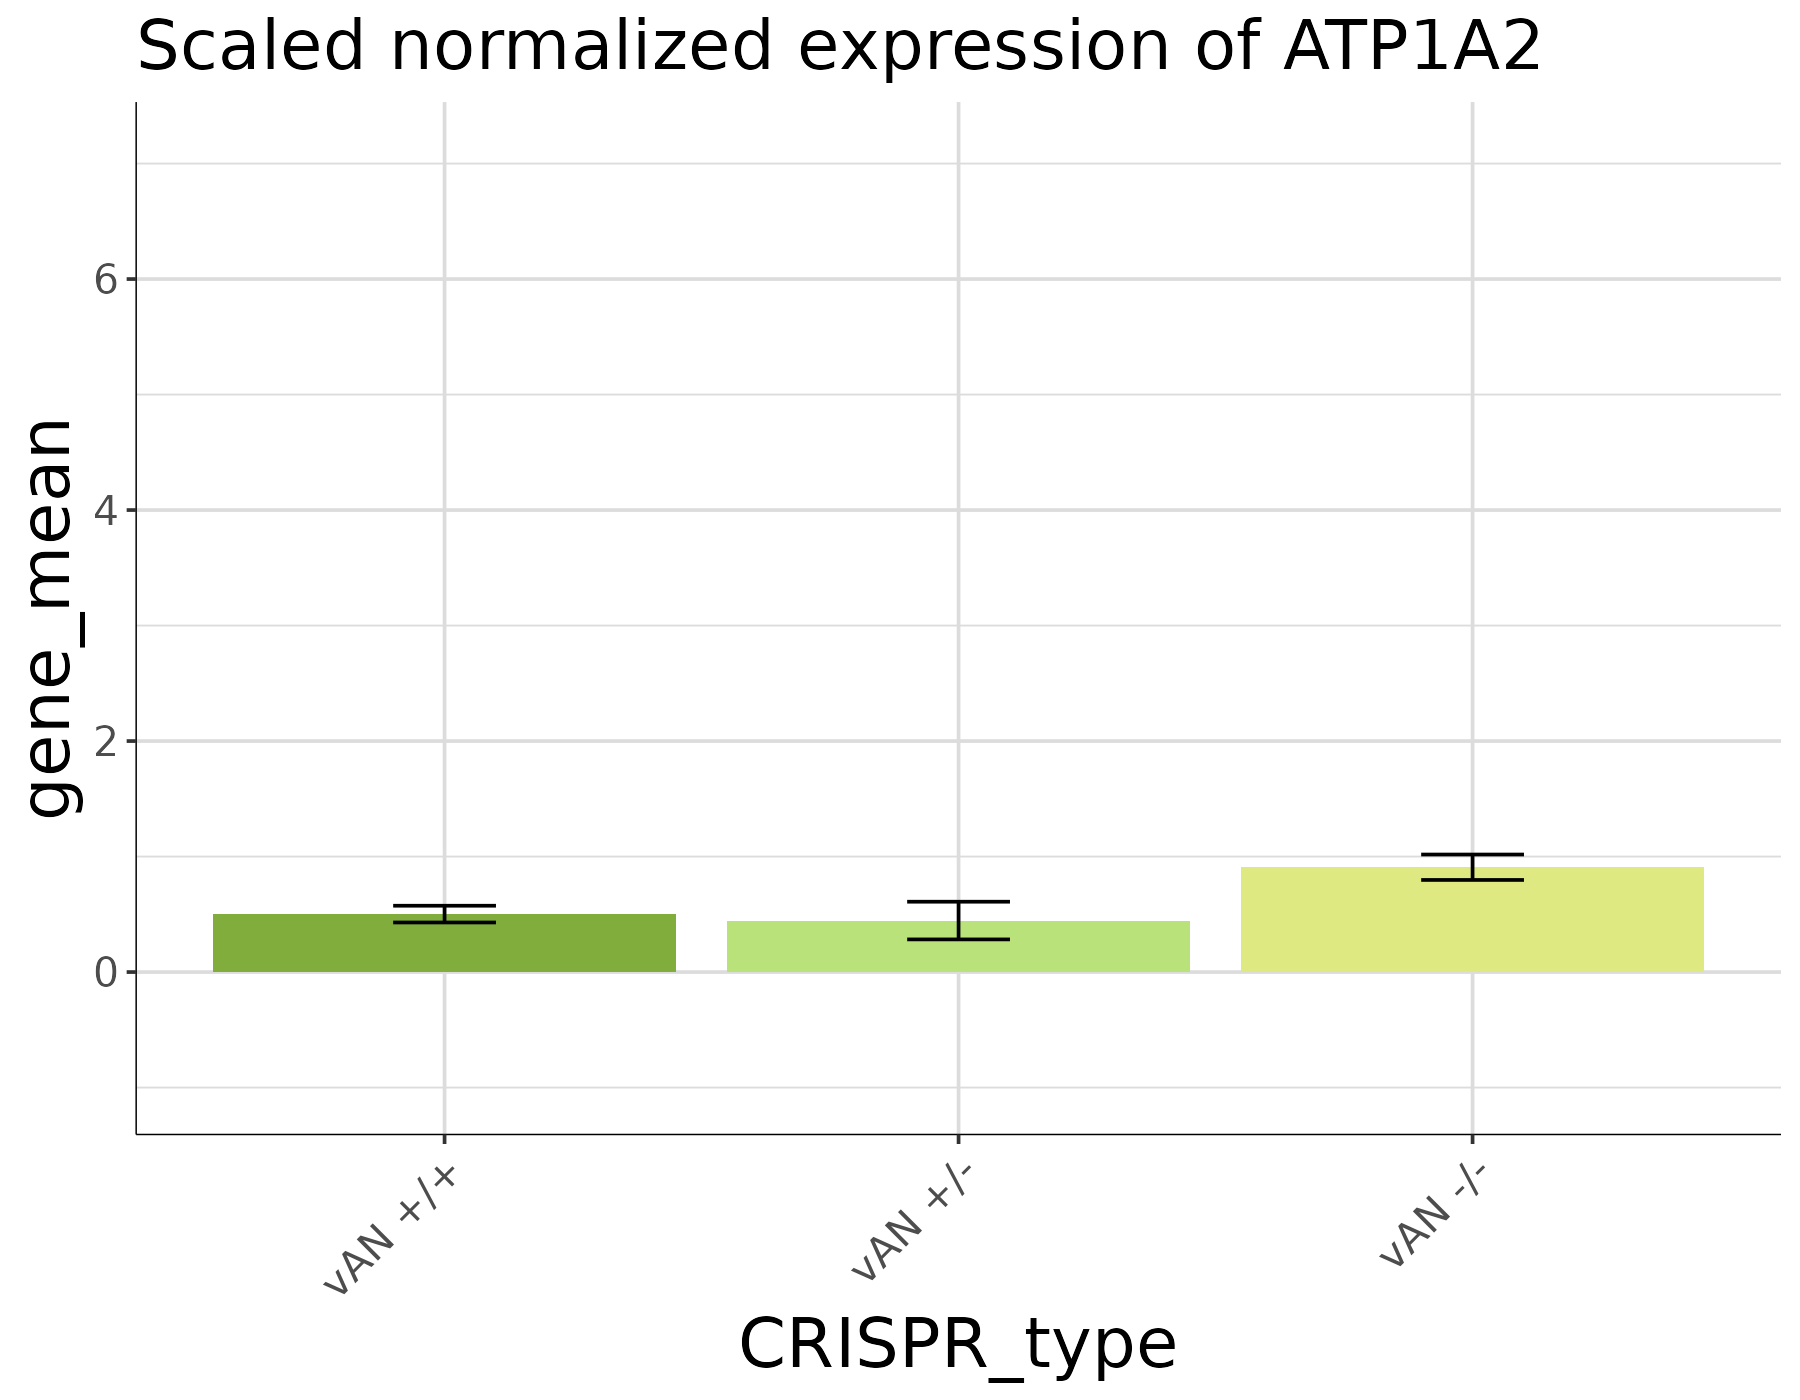 Scaled normalized expression of ATP1A2
gene_mean
6
4
2
0
vAN +/+
vAN +/-
vAN -/-
CRISPR_type